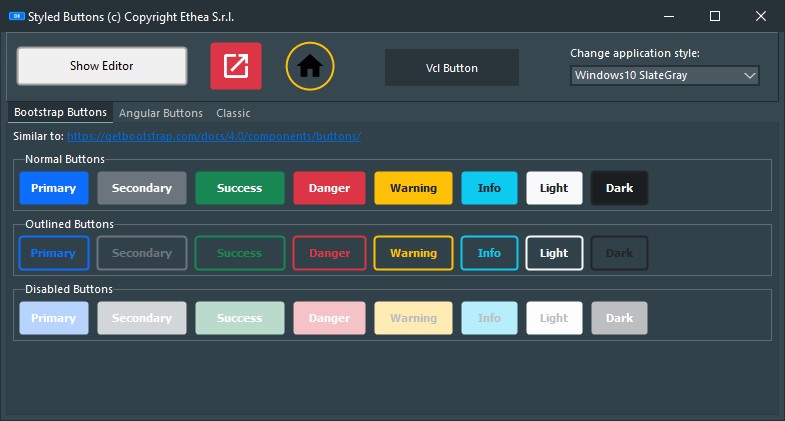 Styled Buttons (c) Copyright Ethea S.r.l.
Show Editor
Vcl Button
Change application style:
Windows10 SlateGray
Bootstrap Buttons Angular Buttons Classic
Similar to: https://getbootstrap.com/docs/4.0/components/buttons/
Normal Buttons
Primary Secondary Success Danger Warning Info Light Dark
Outlined Buttons
Primary Secondary Success Danger Warning Info Light Dark
Disabled Buttons
Primary Secondary Success Danger Warning Info Light Dark